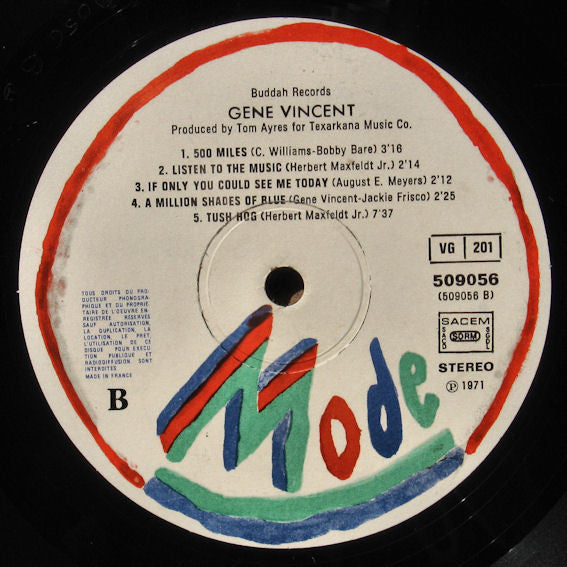 Buddah Records
GENE VINCENT
Produced by Tom Ayres for Texarkana Music Co.
1. 500 MILES (C. Williams-Bobby Bare) 3'16
2. LISTEN TO THE MUSIC (Herbert Maxfeldt Jr.) 2'14
3. IF ONLY YOU COULD SEE ME TODAY (August E. Meyers) 2'12
4. A MILLION SHADES OF BLUE (Gene Vincent-Jackie Frisco) 2'25
5. TUSH HOG (Herbert Maxfeldt Jr.) 7'37
VG 201
509056
(509056 B)
SACEM
SACD SDRM SGDL
STEREO
Ⓟ 1971
TOUS DROITS DU PRO-
DUCTEUR PHONOGRA-
PHIQUE ET DU PROPRIE-
TAIRE DE L'OEUVRE EN-
REGISTRÉE RÉSERVÉS
SAUF AUTORISATION,
LA DUPLICATION, LA
LOCATION, LE PRET,
L'UTILISATION DE CE
DISQUE POUR EXECU-
TION PUBLIQUE ET
RADIODIFFUSION SONT
INTERDITES
MADE IN FRANCE
B
Mode